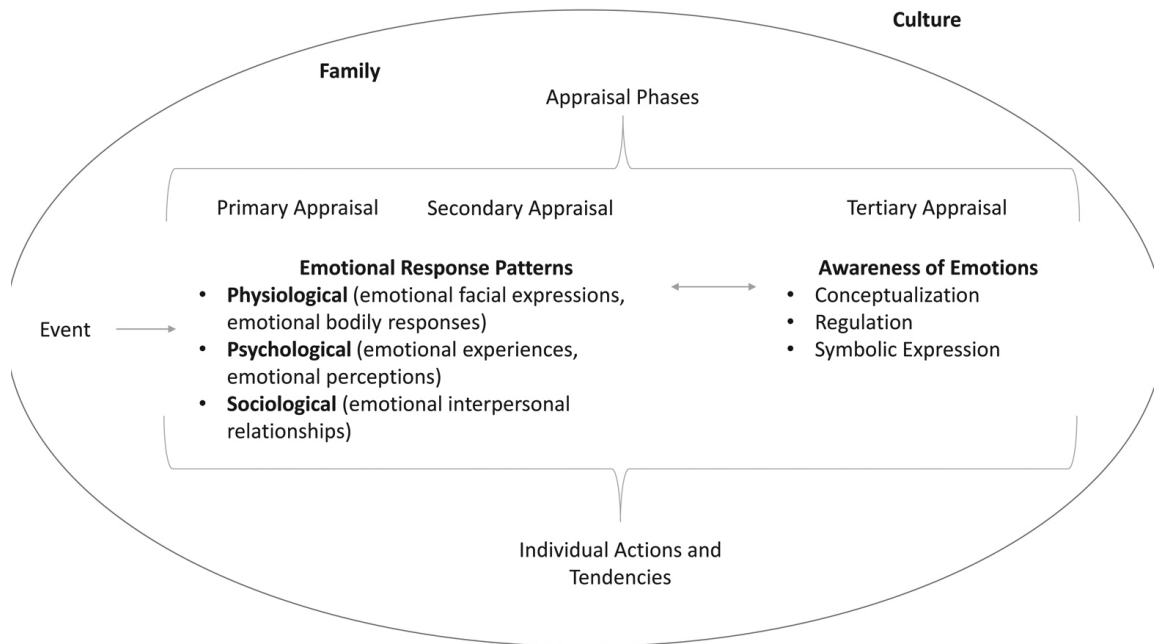 Culture
Family
Appraisal Phases
Primary Appraisal
Secondary Appraisal
Tertiary Appraisal
Emotional Response Patterns
• Physiological (emotional facial expressions,
emotional bodily responses)
• Psychological (emotional experiences,
emotional perceptions)
• Sociological (emotional interpersonal
relationships)
Awareness of Emotions
• Conceptualization
• Regulation
• Symbolic Expression
Event
Individual Actions and
Tendencies